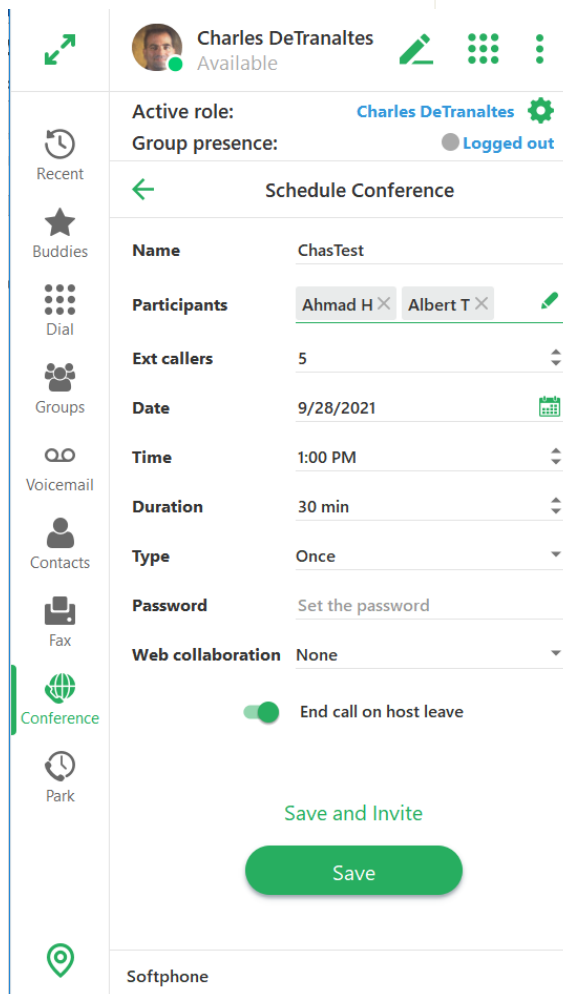 Charles DeTranaltes
Available
Active role: Charles DeTranaltes
Group presence: Logged out
Recent
Buddies
Dial
Groups
Voicemail
Contacts
Fax
Conference
Park
Schedule Conference
Name ChasTest
Participants Ahmad H Albert T
Ext callers 5
Date 9/28/2021
Time 1:00 PM
Duration 30 min
Type Once
Password Set the password
Web collaboration None
End call on host leave
Save and Invite
Save
Softphone